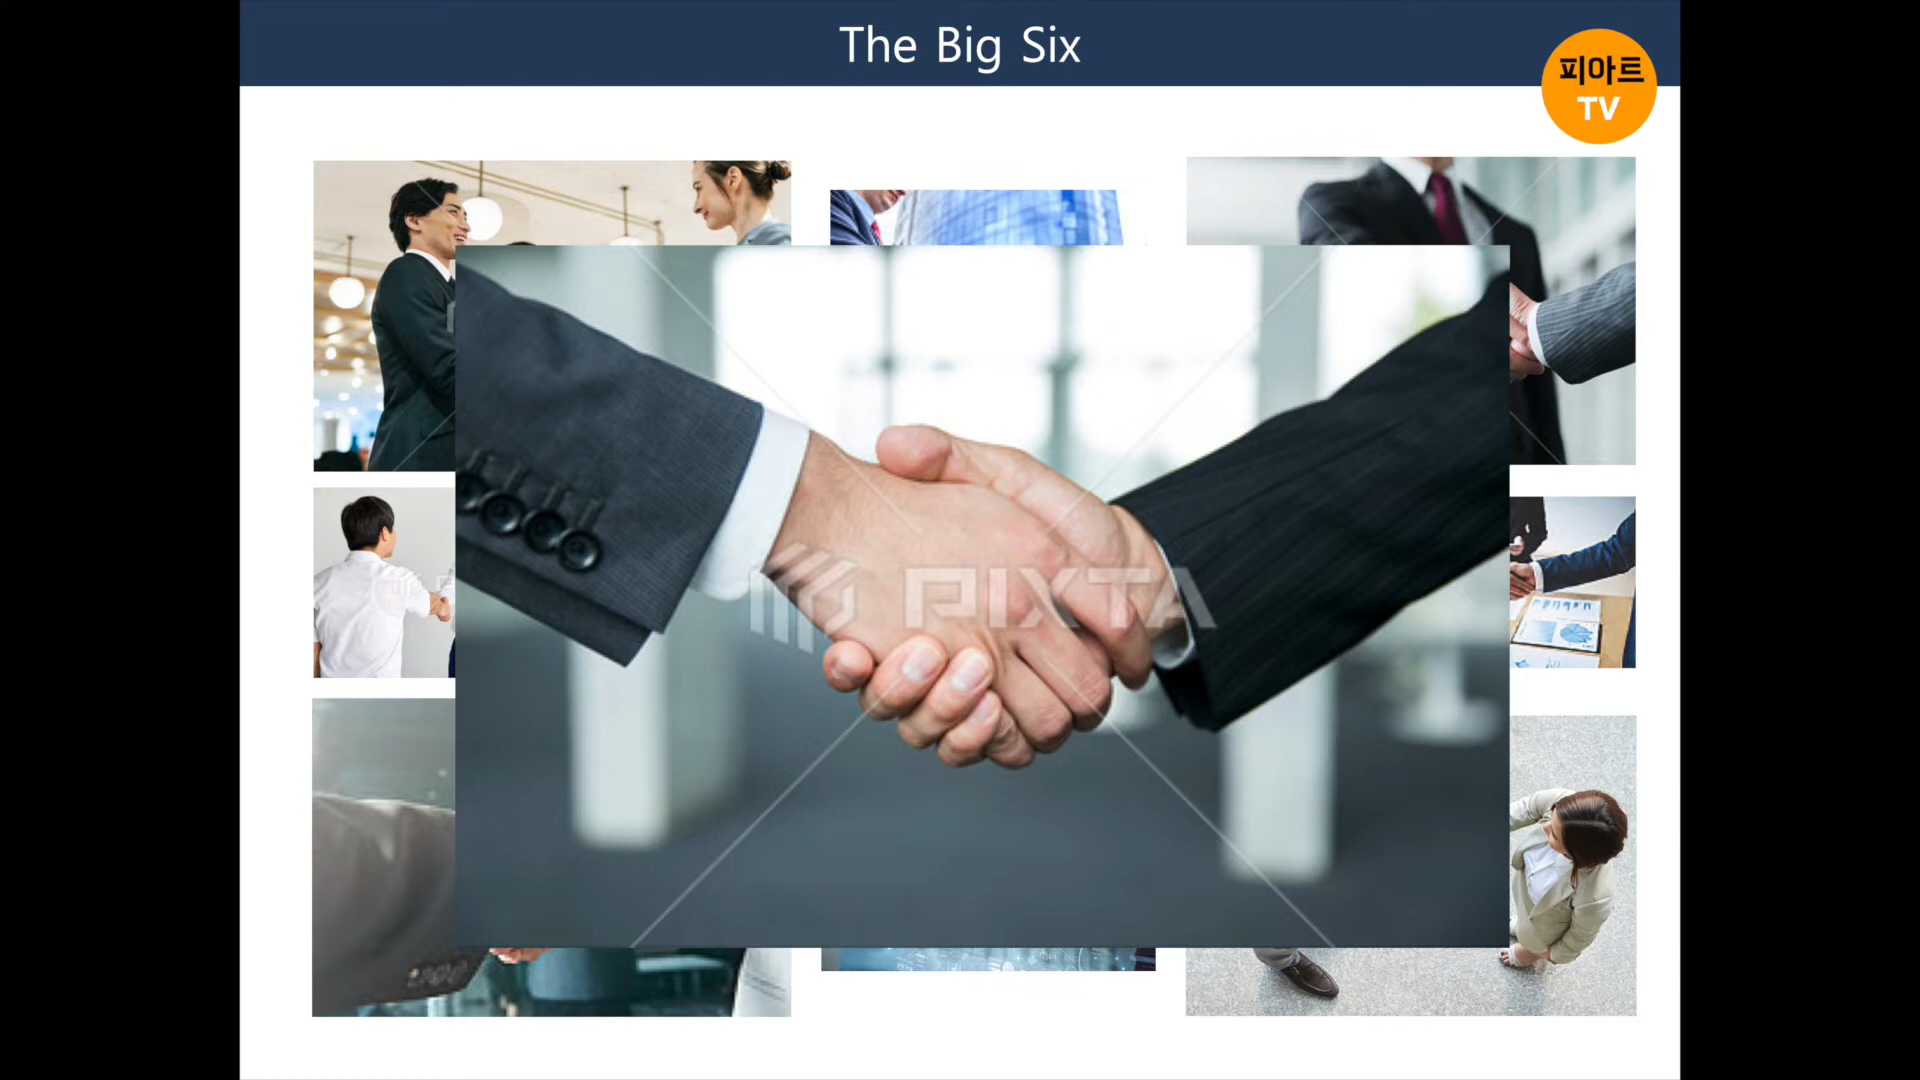 The Big Six
피아트
TV
PIXTA